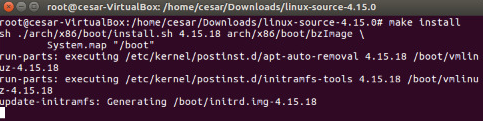 root@cesar-VirtualBox: /home/cesar/Downloads/linux-source-4.15.0
root@cesar-VirtualBox:/home/cesar/Downloads/linux-source-4.15.0# make install
sh ./arch/x86/boot/install.sh 4.15.18 arch/x86/boot/bzImage \
System.map "/boot"
run-parts: executing /etc/kernel/postinst.d/apt-auto-removal 4.15.18 /boot/vmlin
uz-4.15.18
run-parts: executing /etc/kernel/postinst.d/initramfs-tools 4.15.18 /boot/vmlinu
z-4.15.18
update-initramfs: Generating /boot/initrd.img-4.15.18